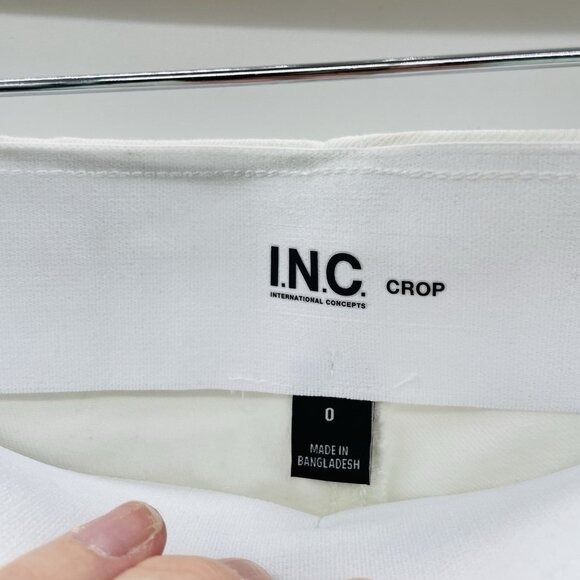 I.N.C. CROP
INTERNATIONAL CONCEPTS
0
MADE IN
BANGLADESH